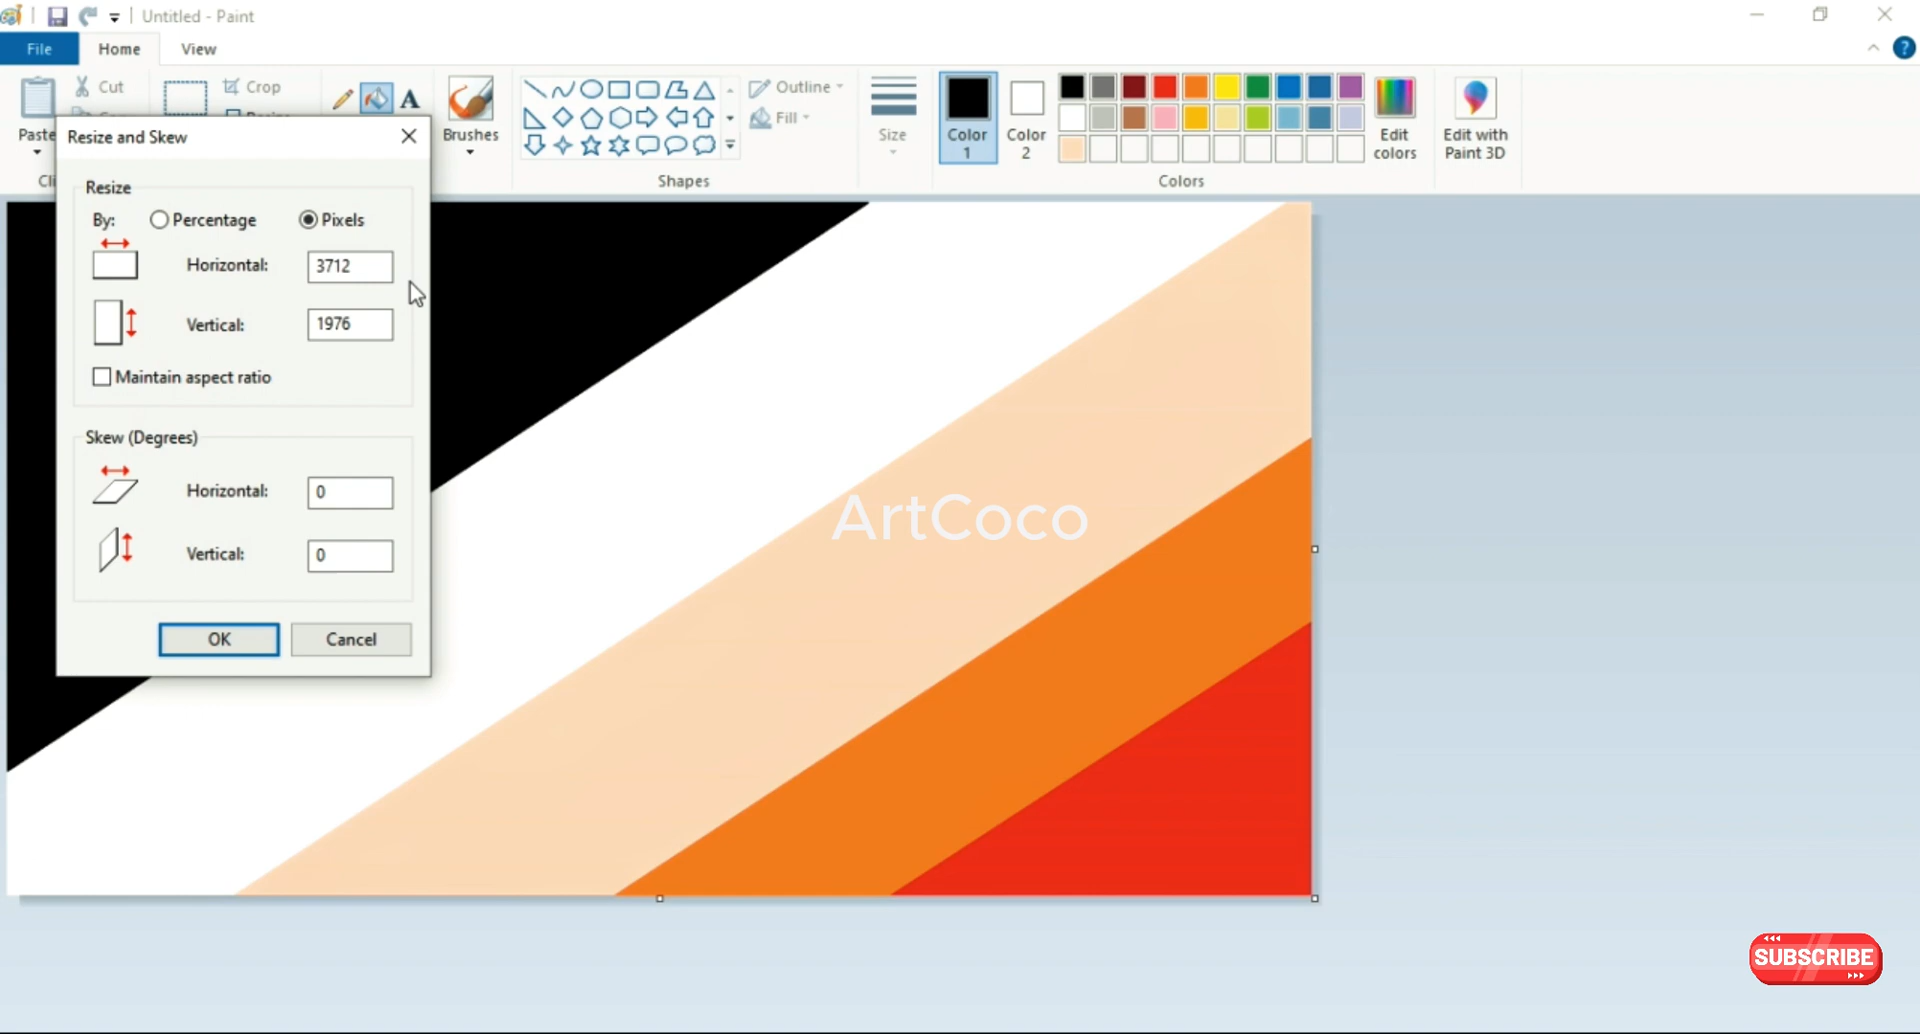 Untitled - Paint
File
Home
View
Paste
Cut
Crop
A
Brushes
Outline
Fill
Shapes
Size
Color
1
Color
2
Edit
colors
Edit with
Paint 3D
Colors
?
Resize and Skew
Resize
By:
Percentage
Pixels
Horizontal:
3712
Vertical:
1976
Maintain aspect ratio
Skew (Degrees)
Horizontal:
0
Vertical:
0
OK
Cancel
ArtCoco
SUBSCRIBE